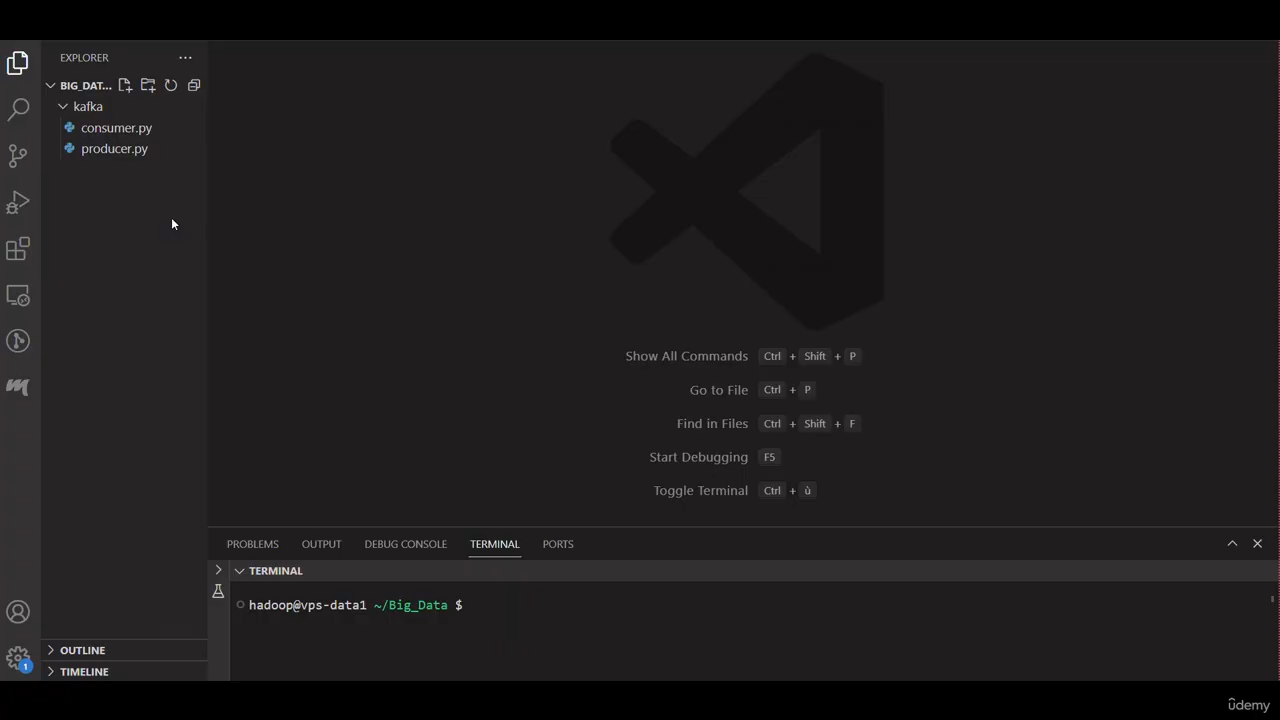 EXPLORER
BIG_DAT...
kafka
consumer.py
producer.py
Show All Commands Ctrl + Shift + P
Go to File Ctrl + P
Find in Files Ctrl + Shift + F
Start Debugging F5
Toggle Terminal Ctrl + ù
PROBLEMS OUTPUT DEBUG CONSOLE TERMINAL PORTS
TERMINAL
hadoop@vps-data1 ~/Big_Data $
OUTLINE
TIMELINE
1
ûdemy